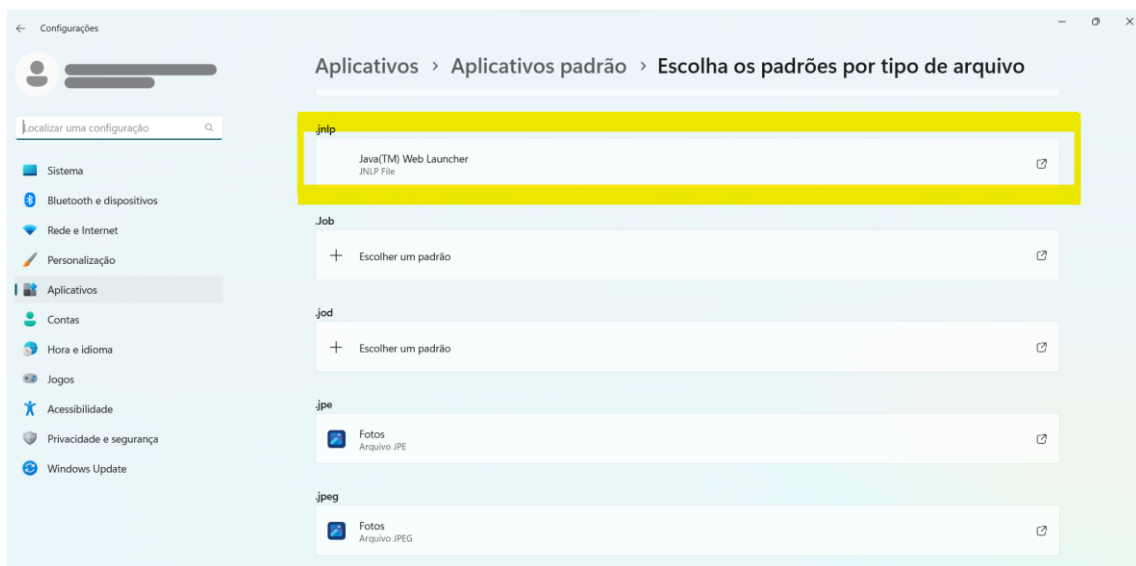 Configurações
Localizar uma configuração
Sistema
Bluetooth e dispositivos
Rede e Internet
Personalização
Aplicativos
Contas
Hora e idioma
Jogos
Acessibilidade
Privacidade e segurança
Windows Update
Aplicativos > Aplicativos padrão > Escolha os padrões por tipo de arquivo
.jnlp
Java(TM) Web Launcher
JNLP File
.Job
Escolher um padrão
.jod
Escolher um padrão
.jpe
Fotos
Arquivo JPE
.jpeg
Fotos
Arquivo JPEG